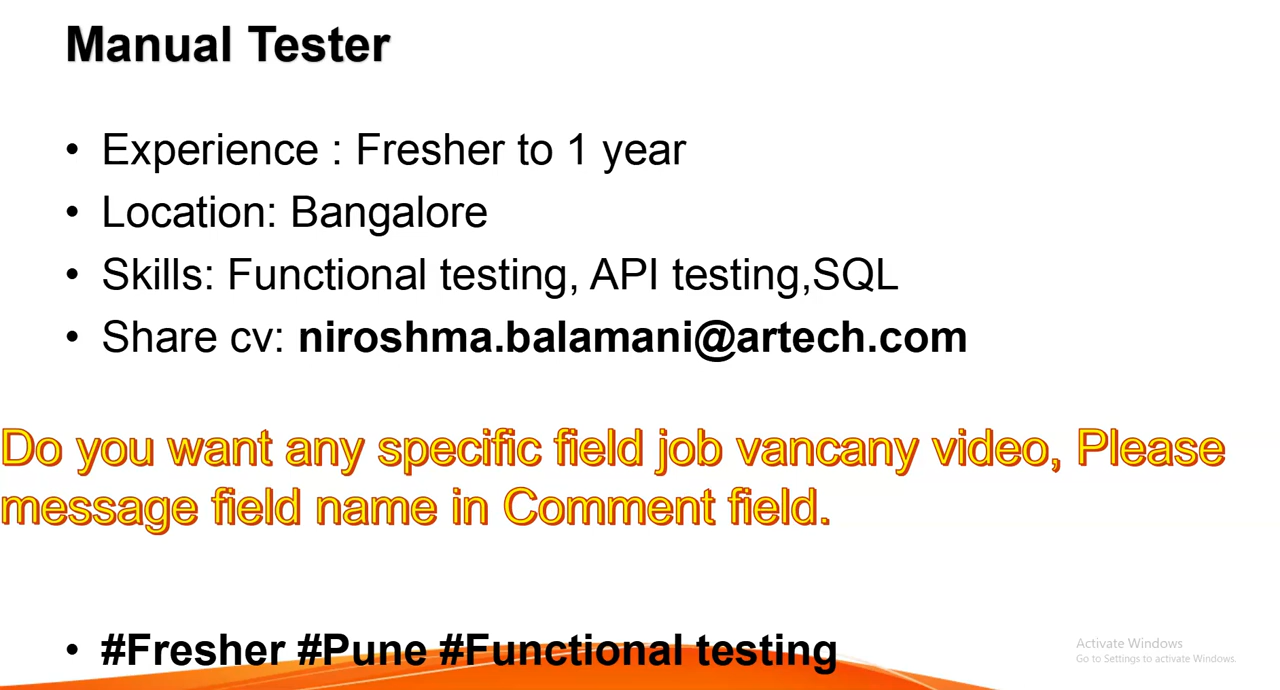 Manual Tester
• Experience : Fresher to 1 year
• Location: Bangalore
• Skills: Functional testing, API testing,SQL
• Share cv: niroshma.balamani@artech.com
Do you want any specific field job vancany video, Please
message field name in Comment field.
• #Fresher #Pune #Functional testing
Activate Windows
Go to Settings to activate Windows.